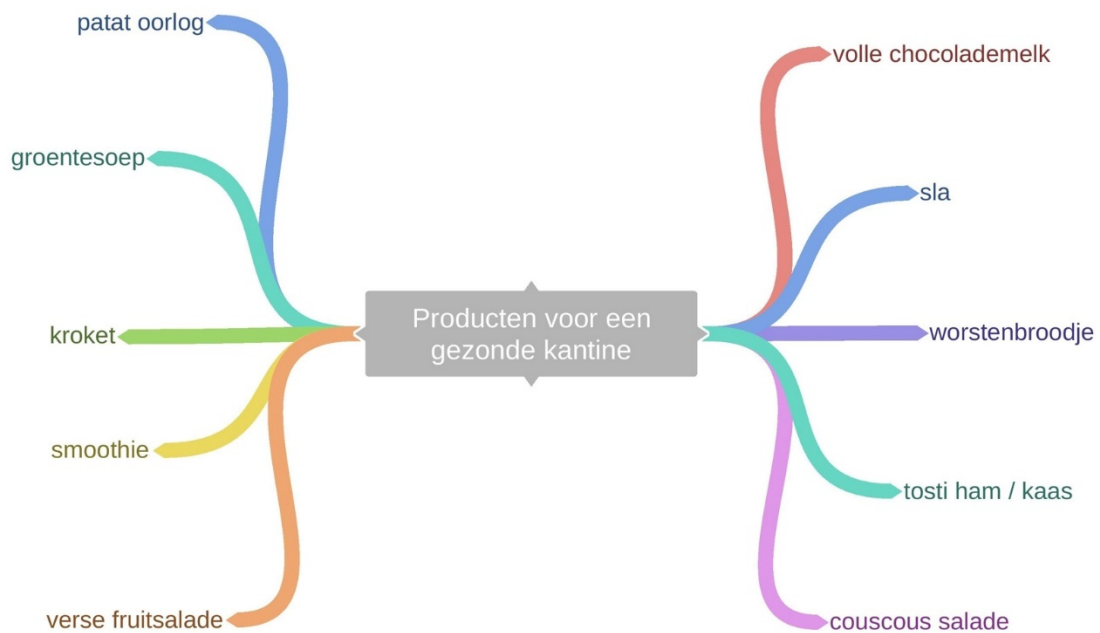 patat oorlog
volle chocolademelk
groentesoep
sla
Producten voor een
gezonde kantine
kroket
worstenbroodje
smoothie
tosti ham / kaas
verse fruitsalade
couscous salade